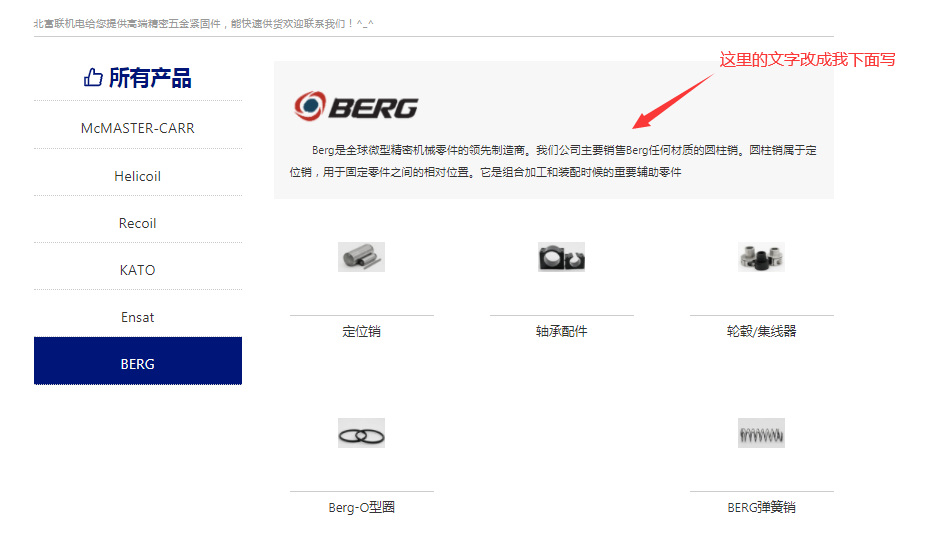 北富联机电给您提供高端精密五金紧固件，能快速供货欢迎联系我们！^_^
这里的文字改成我下面写
所有产品
McMASTER-CARR
Helicoil
Recoil
KATO
Ensat
BERG
BERG
Berg是全球微型精密机械零件的领先制造商。我们公司主要销售Berg任何材质的圆柱销。圆柱销属于定
位销，用于固定零件之间的相对位置。它是组合加工和装配时候的重要辅助零件
定位销
轴承配件
轮毂/集线器
Berg-O型圈
BERG弹簧销